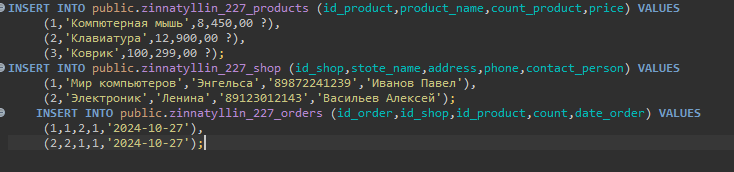 INSERT INTO public.zinnatyllin_227_products (id_product,product_name,count_product,price) VALUES
(1,'Компютерная мышь',8,450,00 ?),
(2,'Клавиатура',12,900,00 ?),
(3,'Коврик',100,299,00 ?);
INSERT INTO public.zinnatyllin_227_shop (id_shop,stote_name,address,phone,contact_person) VALUES
(1,'Мир компьютеров','Энгельса','89872241239','Иванов Павел'),
(2,'Электроник','Ленина','89123012143','Васильев Алексей');
INSERT INTO public.zinnatyllin_227_orders (id_order,id_shop,id_product,count,date_order) VALUES
(1,1,2,1,'2024-10-27'),
(2,2,1,1,'2024-10-27');